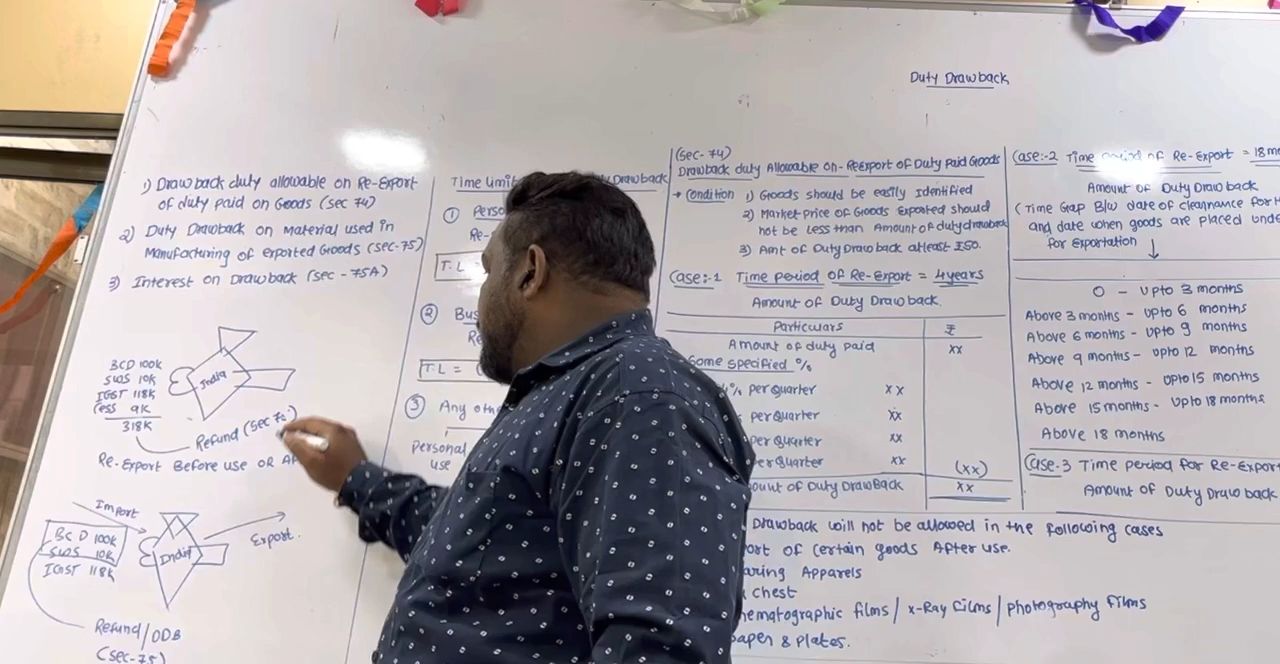 Duty Drawback
1) Drawback duty allowable on Re-Export
of duty paid on Goods (Sec 74)
2) Duty Drawback on Material used in
Manufacturing of exported Goods (Sec-75)
3) Interest on Drawback (Sec - 75A)
BCD 100k
SWS 10k
IGST 118k
Cess 9k
318k
India
Refund (Sec
Re-Export Before use OR
Import
BCD 100k
SWS 10k
IGST 118k
India
Export.
Refund/DDB
(Sec-75)
Time Drawback
①
Re-
T.L
②
T.L =
③ Any
Personal
use
(Sec-74)
Drawback duty Allowable on-ReExport of Duty Paid Goods
→ Condition 1) Goods should be easily Identified
2) Market Price of Goods Exported should
not be Less than Amount of dutydrawback
3) Amt of Duty Drawback atleast ₹50.
Case:-1 Time period of Re-Export = 4years
Amount of Duty Drawback.
Particulars ₹
Amount of duty paid xx
Some specified %
% per Quarter xx
per Quarter xx
per Quarter xx
per Quarter xx (xx)
Duty DrawBack xx
Drawback will not be allowed in the following cases
of certain goods After use.
Apparels
chest
films / X-Ray films / photography films
& plates.
Case:-2 Time period of Re-Export = 18
Amount of Duty Drawback
(Time Gap B/w date of clearance for
and date when goods are placed
for Exportation ↓
0 - upto 3 months
Above 3 months - upto 6 months
Above 6 months - upto 9 months
Above 9 months - upto 12 months
Above 12 months - upto 15 months
Above 15 months - upto 18 months
Above 18 months
Case-3 Time period for Re-Export
Amount of Duty Drawback